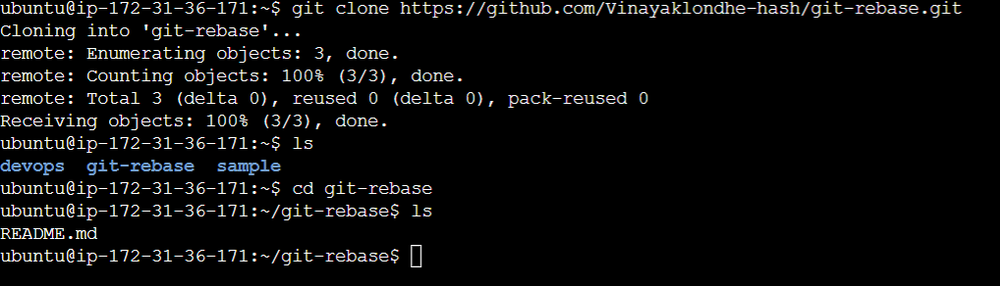 ubuntu@ip-172-31-36-171:~$ git clone https://github.com/Vinayaklondhe-hash/git-rebase.git
Cloning into 'git-rebase'...
remote: Enumerating objects: 3, done.
remote: Counting objects: 100% (3/3), done.
remote: Total 3 (delta 0), reused 0 (delta 0), pack-reused 0
Receiving objects: 100% (3/3), done.
ubuntu@ip-172-31-36-171:~$ ls
devops  git-rebase  sample
ubuntu@ip-172-31-36-171:~$ cd git-rebase
ubuntu@ip-172-31-36-171:~/git-rebase$ ls
README.md
ubuntu@ip-172-31-36-171:~/git-rebase$